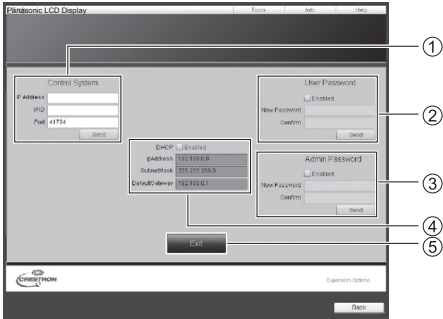 Panasonic LCD Display
Tools Info Help
①
Control System
IP Address
IPID
Port 41794
Send
User Password
Enabled
New Password
Confirm
Send
②
DHCP Enabled
IpAddress 192.168.0.8
SubnetMask 255.255.255.0
DefaultGateway 192.168.0.1
Admin Password
Enabled
New Password
Confirm
Send
③
④
Exit
⑤
CRESTRON
Expansion Options
Back